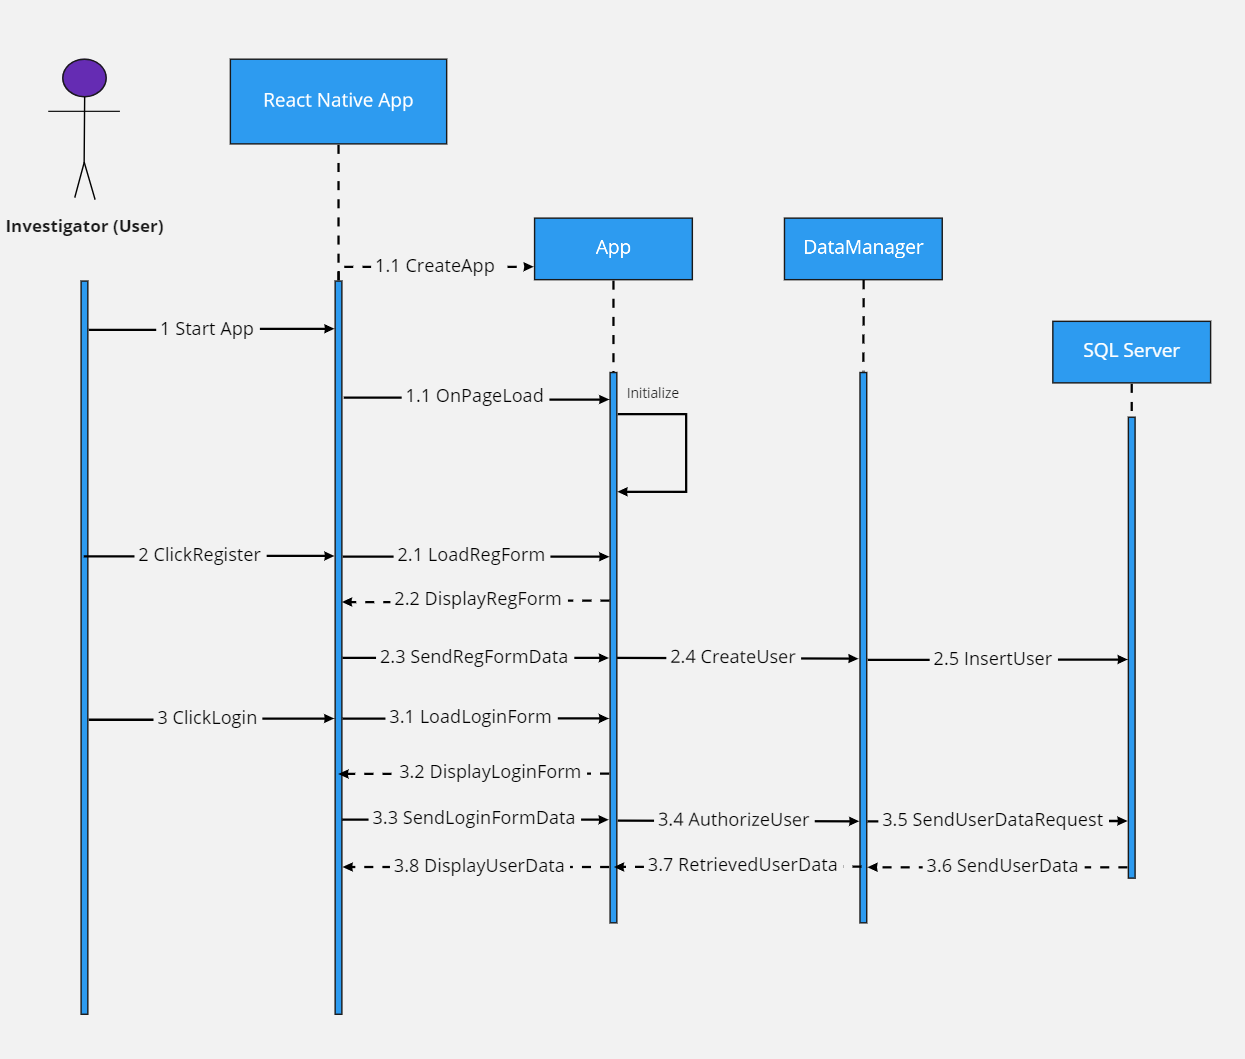 React Native App
Investigator (User)
App
DataManager
1.1 CreateApp
1 Start App
SQL Server
1.1 OnPageLoad
Initialize
2 ClickRegister
2.1 LoadRegForm
2.2 DisplayRegForm
2.3 SendRegFormData
2.4 CreateUser
2.5 InsertUser
3 ClickLogin
3.1 LoadLoginForm
3.2 DisplayLoginForm
3.3 SendLoginFormData
3.4 AuthorizeUser
3.5 SendUserDataRequest
3.8 DisplayUserData
3.7 RetrievedUserData
3.6 SendUserData